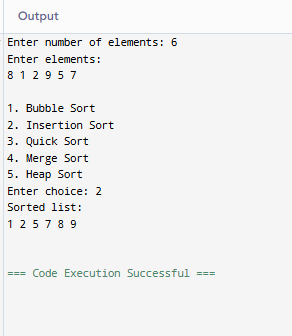 Output
Enter number of elements: 6
Enter elements:
8 1 2 9 5 7
1. Bubble Sort
2. Insertion Sort
3. Quick Sort
4. Merge Sort
5. Heap Sort
Enter choice: 2
Sorted list:
1 2 5 7 8 9
=== Code Execution Successful ===